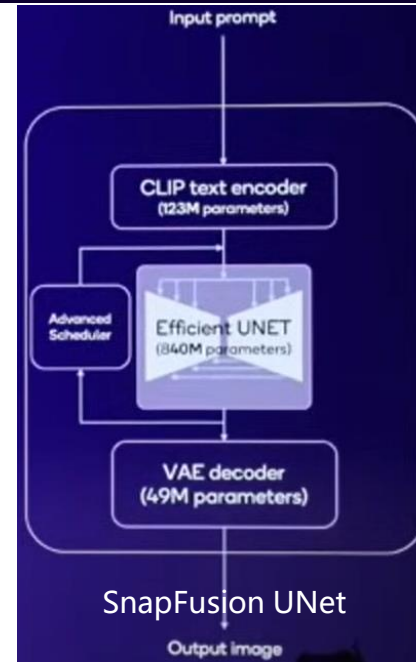 Input prompt
CLIP text encoder
(123M parameters)
Advanced
Scheduler
Efficient UNET
(840M parameters)
VAE decoder
(49M parameters)
SnapFusion UNet
Output image